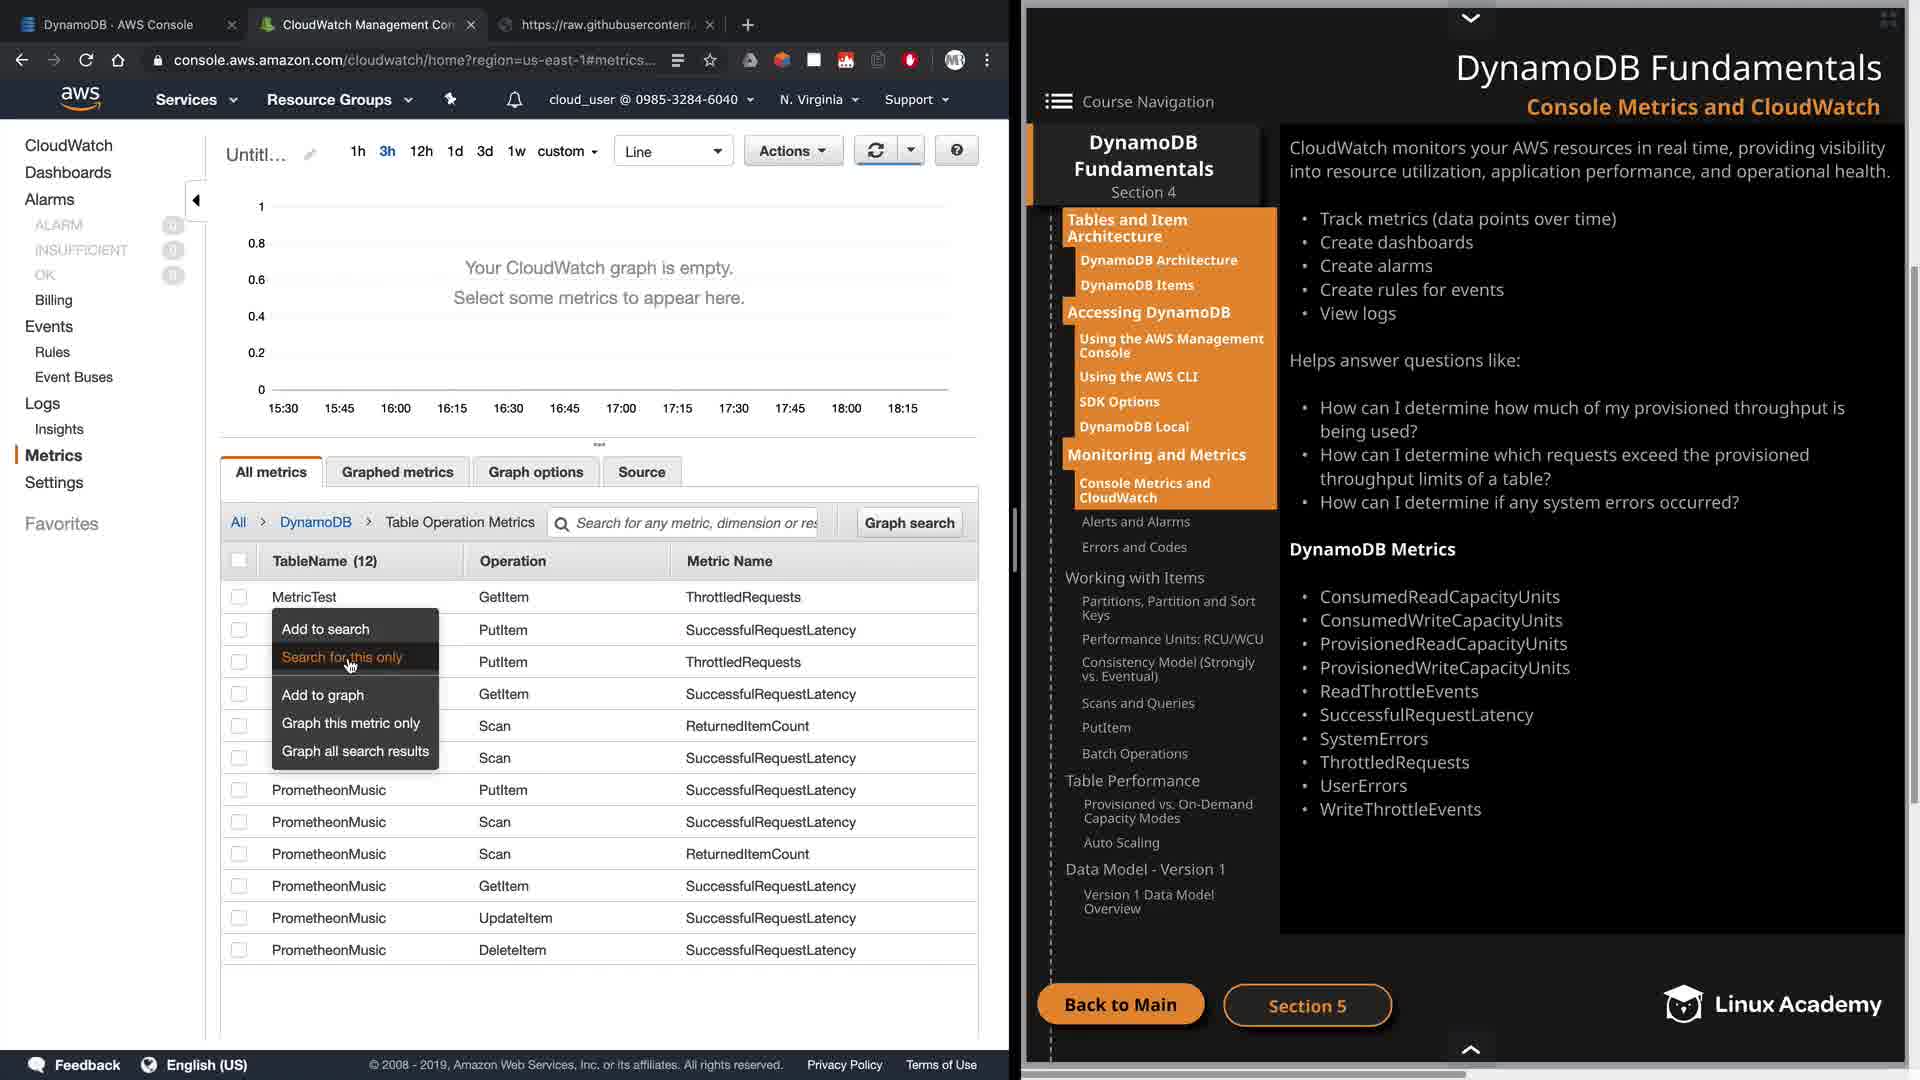 DynamoDB · AWS Console
CloudWatch Management Con
https://raw.githubusercontent.
console.aws.amazon.com/cloudwatch/home?region=us-east-1#metrics...
aws
Services
Resource Groups
cloud_user @ 0985-3284-6040
N. Virginia
Support
CloudWatch
Dashboards
Alarms
ALARM 0
INSUFFICIENT 0
OK 0
Billing
Events
Rules
Event Buses
Logs
Insights
Metrics
Settings
Favorites
Untitl...
1h 3h 12h 1d 3d 1w custom
Line
Actions
1
0.8
0.6
0.4
0.2
0
Your CloudWatch graph is empty.
Select some metrics to appear here.
15:30 15:45 16:00 16:15 16:30 16:45 17:00 17:15 17:30 17:45 18:00 18:15
All metrics
Graphed metrics
Graph options
Source
All > DynamoDB > Table Operation Metrics
Search for any metric, dimension or res
Graph search
TableName (12) Operation Metric Name
MetricTest GetItem ThrottledRequests
PutItem SuccessfulRequestLatency
PutItem ThrottledRequests
GetItem SuccessfulRequestLatency
Scan ReturnedItemCount
Scan SuccessfulRequestLatency
PrometheonMusic PutItem SuccessfulRequestLatency
PrometheonMusic Scan SuccessfulRequestLatency
PrometheonMusic Scan ReturnedItemCount
PrometheonMusic GetItem SuccessfulRequestLatency
PrometheonMusic UpdateItem SuccessfulRequestLatency
PrometheonMusic DeleteItem SuccessfulRequestLatency
Add to search
Search for this only
Add to graph
Graph this metric only
Graph all search results
Feedback
English (US)
© 2008 - 2019, Amazon Web Services, Inc. or its affiliates. All rights reserved.
Privacy Policy
Terms of Use
DynamoDB Fundamentals
Console Metrics and CloudWatch
Course Navigation
DynamoDB
Fundamentals
Section 4
Tables and Item
Architecture
DynamoDB Architecture
DynamoDB Items
Accessing DynamoDB
Using the AWS Management
Console
Using the AWS CLI
SDK Options
DynamoDB Local
Monitoring and Metrics
Console Metrics and
CloudWatch
Alerts and Alarms
Errors and Codes
Working with Items
Partitions, Partition and Sort
Keys
Performance Units: RCU/WCU
Consistency Model (Strongly
vs. Eventual)
Scans and Queries
PutItem
Batch Operations
Table Performance
Provisioned vs. On-Demand
Capacity Modes
Auto Scaling
Data Model - Version 1
Version 1 Data Model
Overview
CloudWatch monitors your AWS resources in real time, providing visibility
into resource utilization, application performance, and operational health.
• Track metrics (data points over time)
• Create dashboards
• Create alarms
• Create rules for events
• View logs
Helps answer questions like:
• How can I determine how much of my provisioned throughput is
being used?
• How can I determine which requests exceed the provisioned
throughput limits of a table?
• How can I determine if any system errors occurred?
DynamoDB Metrics
• ConsumedReadCapacityUnits
• ConsumedWriteCapacityUnits
• ProvisionedReadCapacityUnits
• ProvisionedWriteCapacityUnits
• ReadThrottleEvents
• SuccessfulRequestLatency
• SystemErrors
• ThrottledRequests
• UserErrors
• WriteThrottleEvents
Back to Main
Section 5
Linux Academy